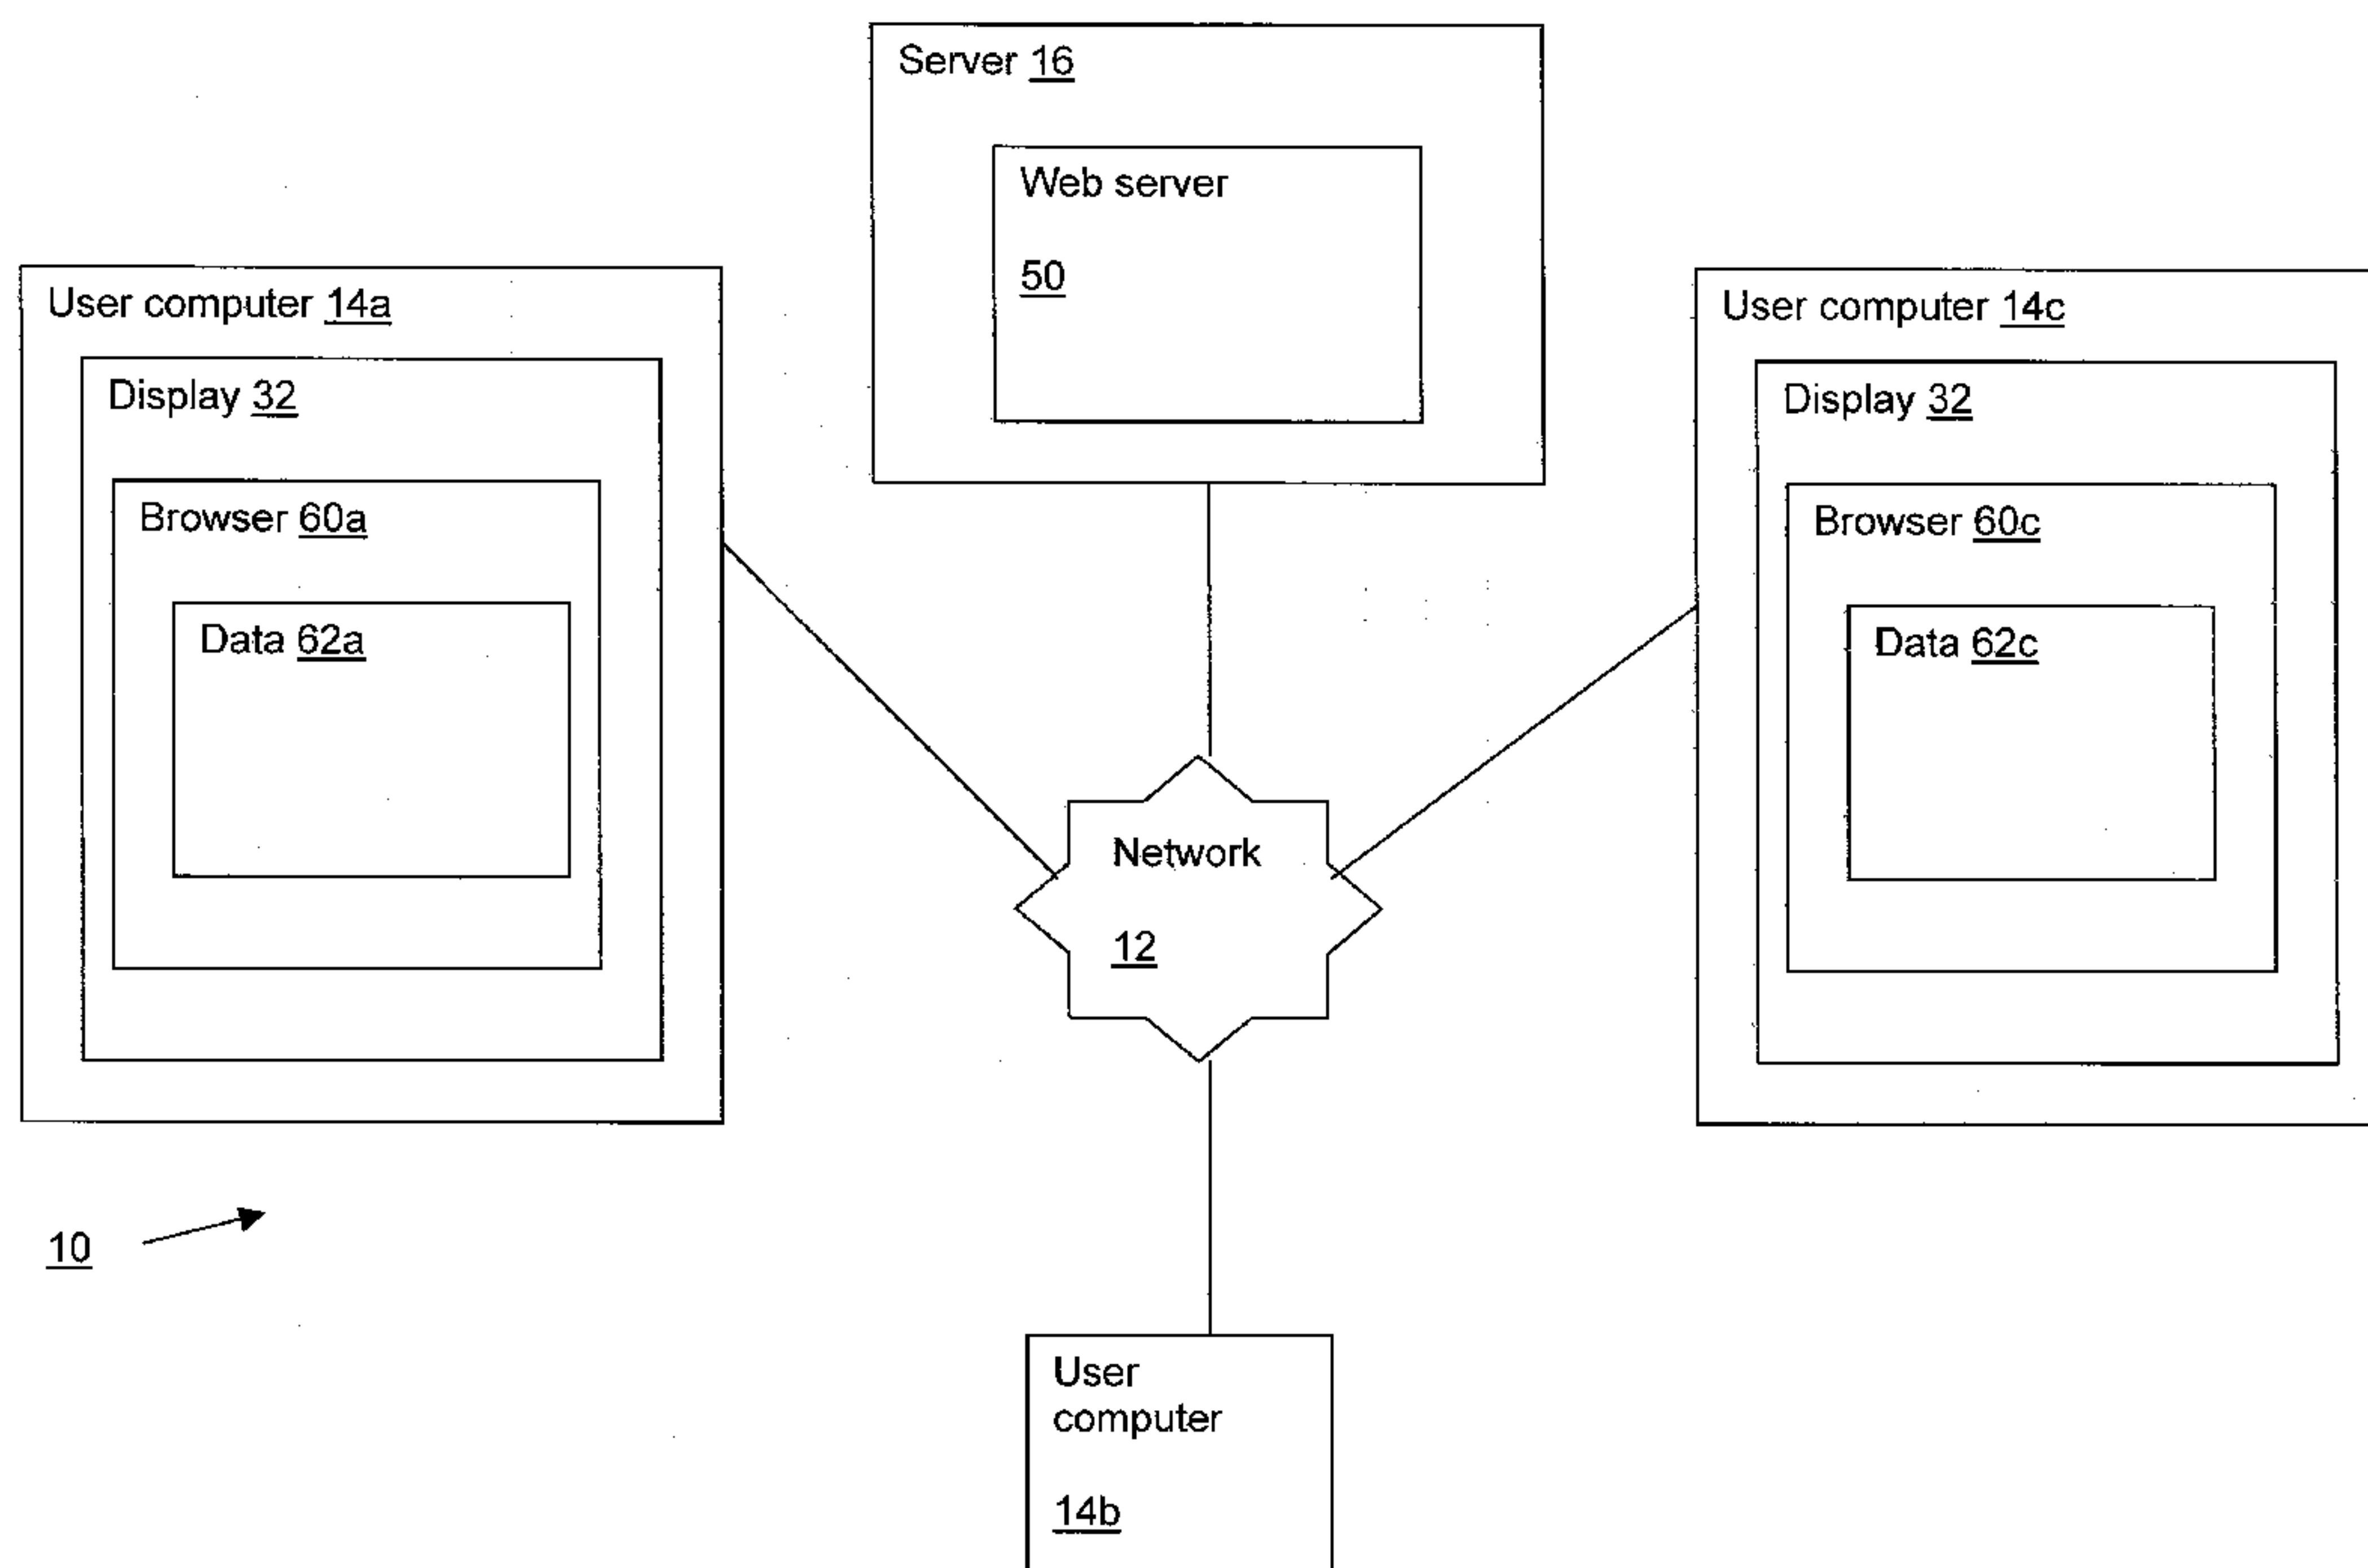 Server 16
Web server
50
User computer 14a
Display 32
Browser 60a
Data 62a
User computer 14c
Display 32
Browser 60c
Data 62c
Network
12
10
User
computer
14b